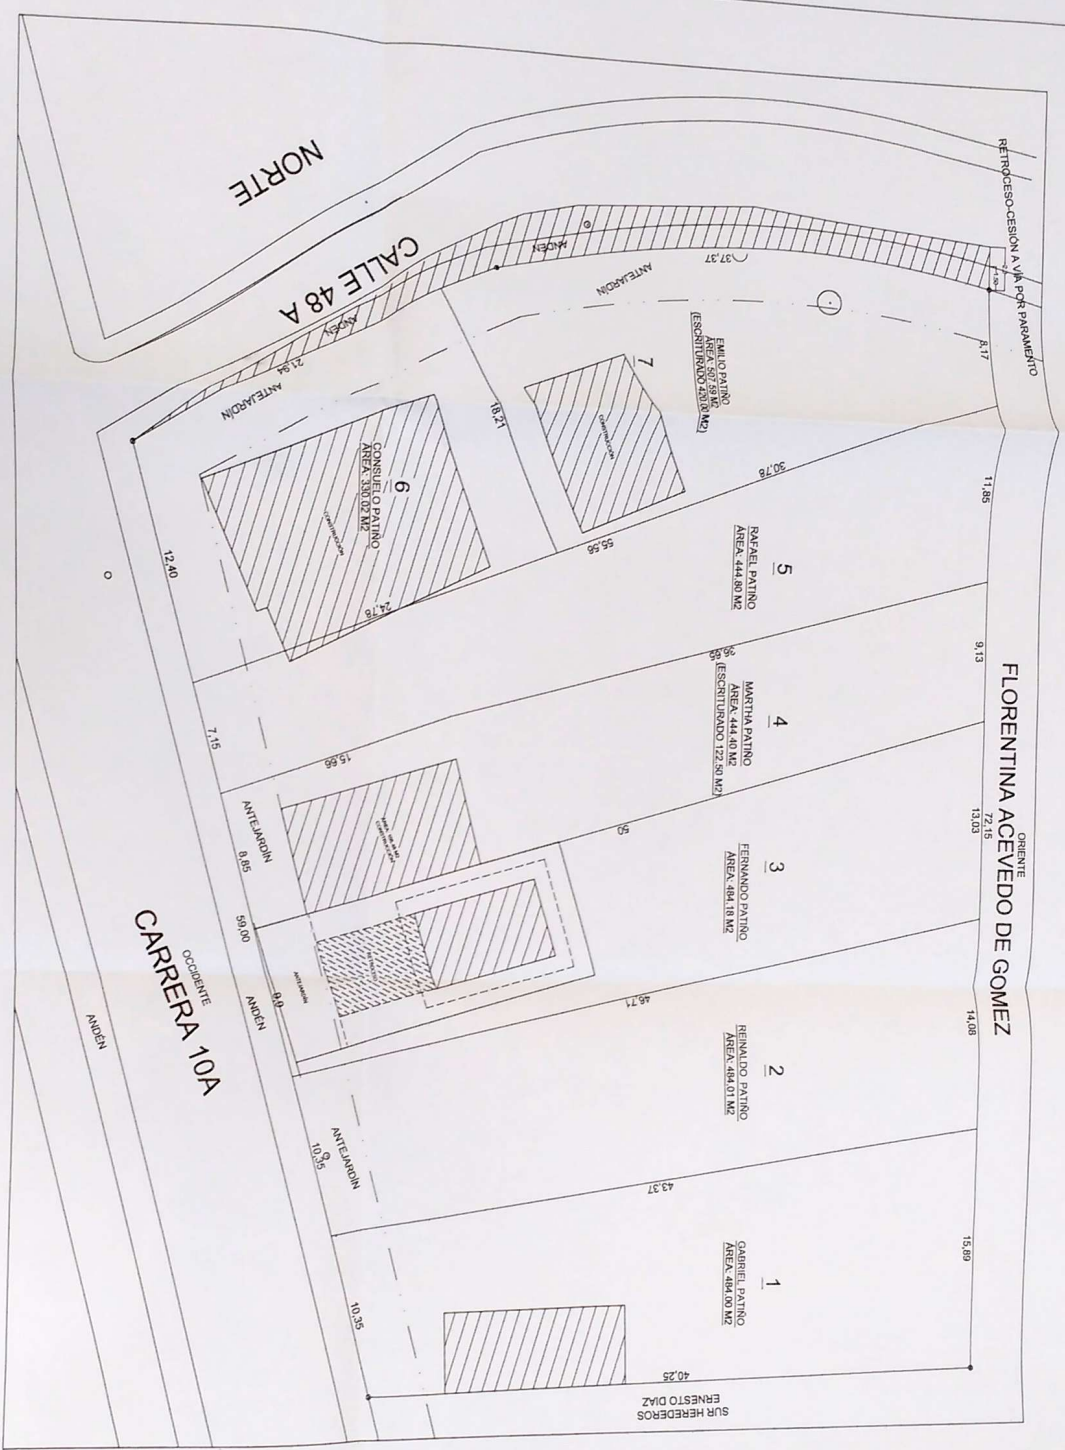 NORTE
CALLE 48 A
RETROCESO-CESIÓN A VÍA POR PARAMENTO
ANDEN
ANDEN
ANTEJARDÍN
ANTEJARDÍN
37,37
21,94
8,17
7
EMILIO PATIÑO
ÁREA: 507.59 M2
(ESCRITURADO 420.00 M2)
CONSTRUCCIÓN
18,21
30,78
6
CONSUELO PATIÑO
ÁREA: 330.02 M2
CONSTRUCCIÓN
24,78
55,56
12,40
11,85
5
RAFAEL PATIÑO
ÁREA: 444.80 M2
7,15
9,13
4
MARTHA PATIÑO
ÁREA: 444.40 M2
(ESCRITURADO 122.50 M2)
15,66
ANTEJARDÍN
8,85
CONSTRUCCIÓN
ORIENTE
FLORENTINA ACEVEDO DE GOMEZ
72,15
13,03
3
FERNANDO PATIÑO
ÁREA: 484.18 M2
50
59,00
ANTEJARDÍN
OCCIDENTE
CARRERA 10A
ANDÉN
ANDÉN
46,71
14,08
2
REINALDO PATIÑO
ÁREA: 484.01 M2
ANTEJARDÍN
10,35
43,37
15,89
1
GABRIEL PATIÑO
ÁREA: 484.00 M2
10,35
40,25
SUR HEREDEROS
ERNESTO DIAZ